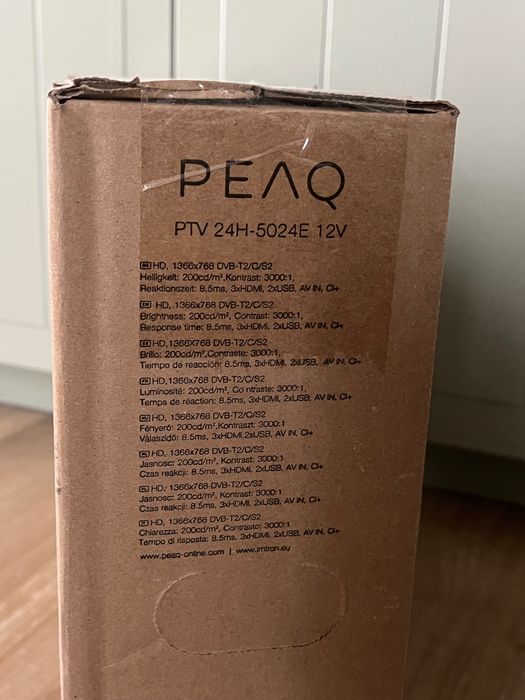 PEAQ
PTV 24H-5024E 12V
DE HD, 1366x768 DVB-T2/C/S2
Helligkeit: 200cd/m², Kontrast: 3000:1,
Reaktionszeit: 8.5ms, 3xHDMI, 2xUSB, AV IN, CI+
HD, 1366x768 DVB-T2/C/S2
Brightness: 200cd/m², Contrast: 3000:1,
Response time: 8.5ms, 3xHDMI, 2xUSB, AV IN, CI+
ES HD, 1366x768 DVB-T2/C/S2
Brillo: 200cd/m², Contraste: 3000:1,
Tiempo de reacción: 8.5ms, 3xHDMI, 2xUSB, AV IN, CI+
FR HD, 1366x768 DVB-T2/C/S2
Luminosité: 200cd/m², Contraste: 3000:1,
Temps de réaction: 8.5ms, 3xHDMI, 2xUSB, AV IN, CI+
HU HD, 1366x768 DVB-T2/C/S2
Fényerő: 200cd/m², Kontraszt: 3000:1
Válaszidő: 8.5ms, 3xHDMI,2xUSB, AV IN, CI+
PL HD, 1366x768 DVB-T2/C/S2
Jasnosc: 200cd/m², Kontrast: 3000:1
Czas reakcji: 8.5ms, 3xHDMI, 2xUSB, AV IN, CI+
PL HD, 1366x768 DVB-T2/C/S2
Jasnosc: 200cd/m², Kontrast: 3000:1
Czas reakcji: 8.5ms, 3xHDMI, 2xUSB, AV IN, CI+
IT HD, 1366x768 DVB-T2/C/S2
Chiarezza: 200cd/m², Contrasto: 3000:1
Tempo di risposta: 8.5ms, 3xHDMI, 2xUSB, AV IN, CI+
www.peaq-online.com | www.imtron.eu